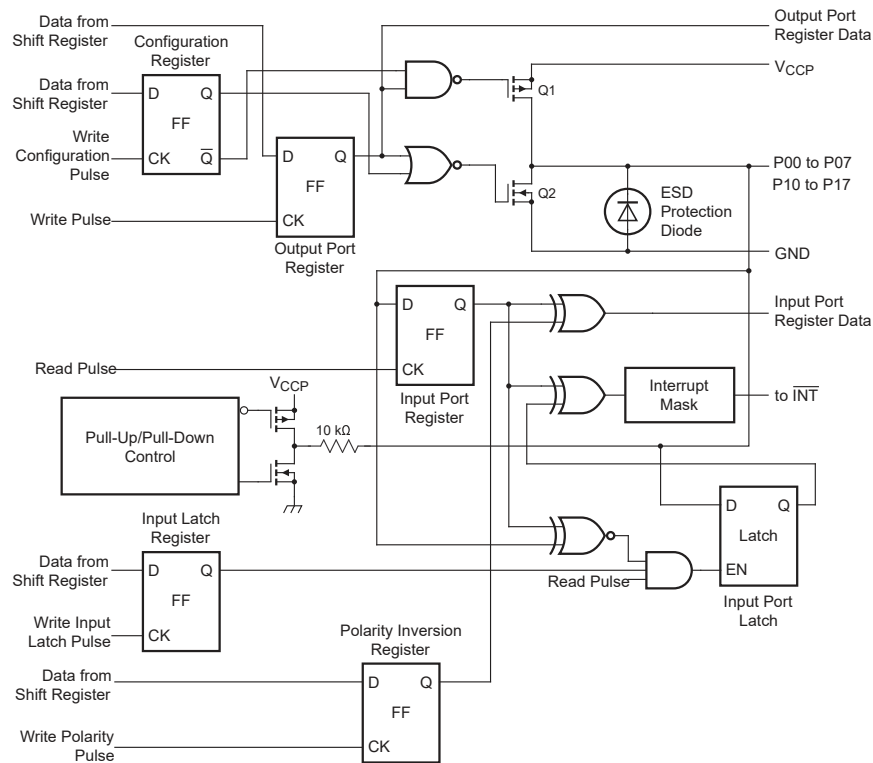 Data from
Shift Register
Configuration
Register
Output Port
Register Data
Data from
Shift Register
D
Q
FF
CK
Q̅
Write
Configuration
Pulse
Q1
V_CCP
D
Q
FF
CK
Write Pulse
Output Port
Register
Q2
P00 to P07
P10 to P17
ESD
Protection
Diode
GND
D
Q
FF
CK
Read Pulse
Input Port
Register
Input Port
Register Data
Interrupt
Mask
to I̅N̅T̅
V_CCP
Pull-Up/Pull-Down
Control
10 kΩ
D
Q
Latch
EN
Input Port
Latch
Input Latch
Register
Data from
Shift Register
D
Q
FF
CK
Write Input
Latch Pulse
Read Pulse
Polarity Inversion
Register
Data from
Shift Register
D
Q
FF
CK
Write Polarity
Pulse